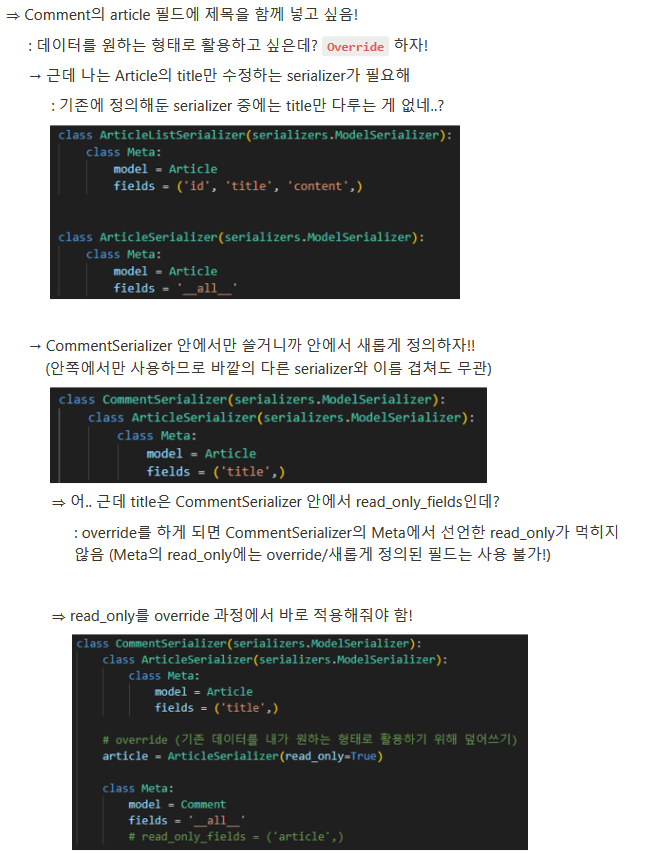 ⇒ Comment의 article 필드에 제목을 함께 넣고 싶음!
: 데이터를 원하는 형태로 활용하고 싶은데? Override 하자!
→ 근데 나는 Article의 title만 수정하는 serializer가 필요해
: 기존에 정의해둔 serializer 중에는 title만 다루는 게 없네..?
class ArticleListSerializer(serializers.ModelSerializer):
class Meta:
model = Article
fields = ('id', 'title', 'content',)
class ArticleSerializer(serializers.ModelSerializer):
class Meta:
model = Article
fields = '__all__'
→ CommentSerializer 안에서만 쓸거니까 안에서 새롭게 정의하자!!
(안쪽에서만 사용하므로 바깥의 다른 serializer와 이름 겹쳐도 무관)
class CommentSerializer(serializers.ModelSerializer):
class ArticleSerializer(serializers.ModelSerializer):
class Meta:
model = Article
fields = ('title',)
⇒ 어.. 근데 title은 CommentSerializer 안에서 read_only_fields인데?
: override를 하게 되면 CommentSerializer의 Meta에서 선언한 read_only가 먹히지
않음 (Meta의 read_only에는 override/새롭게 정의된 필드는 사용 불가!)
⇒ read_only를 override 과정에서 바로 적용해줘야 함!
class CommentSerializer(serializers.ModelSerializer):
class ArticleSerializer(serializers.ModelSerializer):
class Meta:
model = Article
fields = ('title',)
# override (기존 데이터를 내가 원하는 형태로 활용하기 위해 덮어쓰기)
article = ArticleSerializer(read_only=True)
class Meta:
model = Comment
fields = '__all__'
# read_only_fields = ('article',)